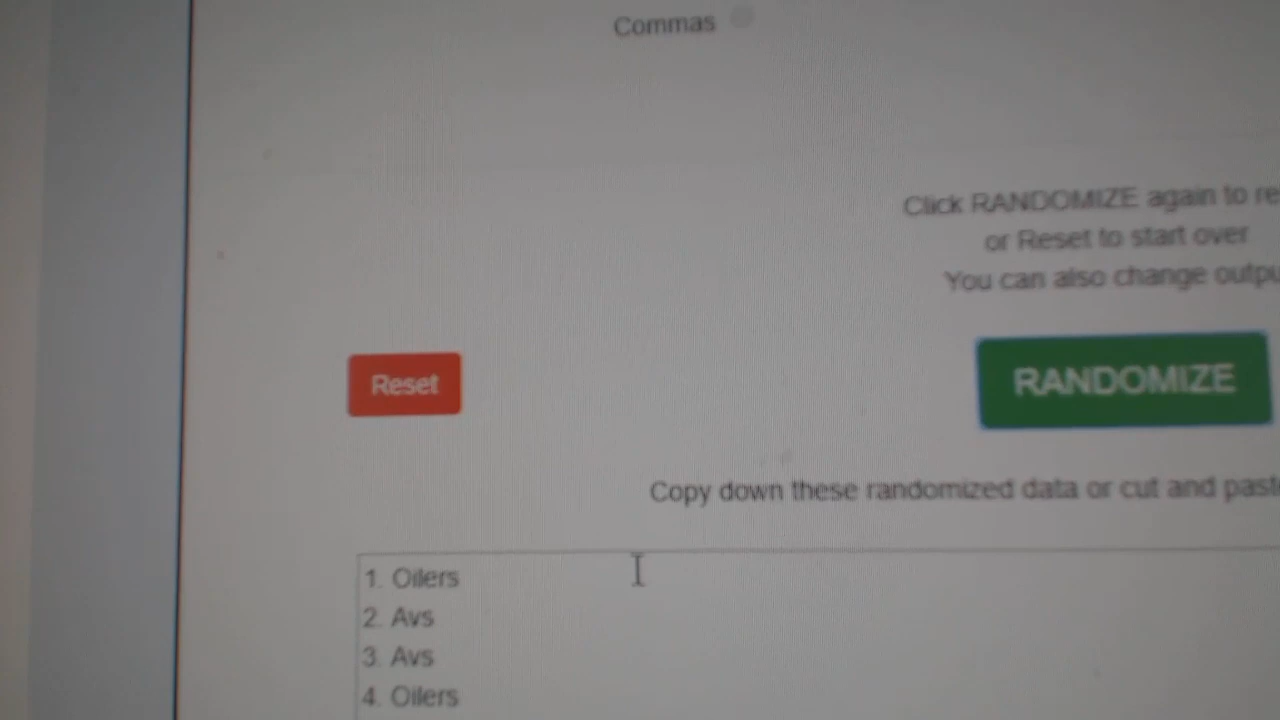 Commas
Click RANDOMIZE again to re
or Reset to start over
You can also change outpu
Reset
RANDOMIZE
Copy down these randomized data or cut and paste
1. Oilers
2. Avs
3. Avs
4. Oilers